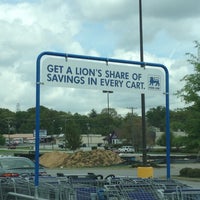 GET A LION'S SHARE OF
SAVINGS IN EVERY CART.